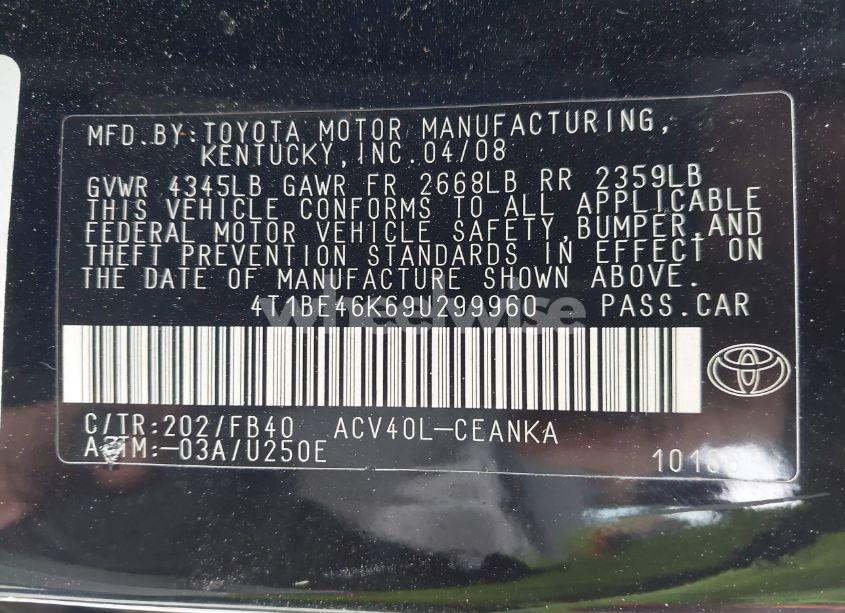 MFD.BY:TOYOTA MOTOR MANUFACTURING,
KENTUCKY,INC.04/08
GVWR 4345LB GAWR FR 2668LB RR 2359LB
THIS VEHICLE CONFORMS TO ALL APPLICABLE
FEDERAL MOTOR VEHICLE SAFETY,BUMPER,AND
THEFT PREVENTION STANDARDS IN EFFECT ON
THE DATE OF MANUFACTURE SHOWN ABOVE.
4T1BE46K69U299960 PASS.CAR
wheelwise
C/TR:202/FB40 ACV40L-CEANKA
A/TM:-03A/U250E